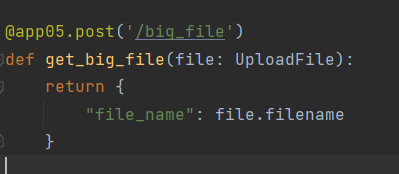 @app05.post('/big_file')
def get_big_file(file: UploadFile):
    return {
        "file_name": file.filename
    }